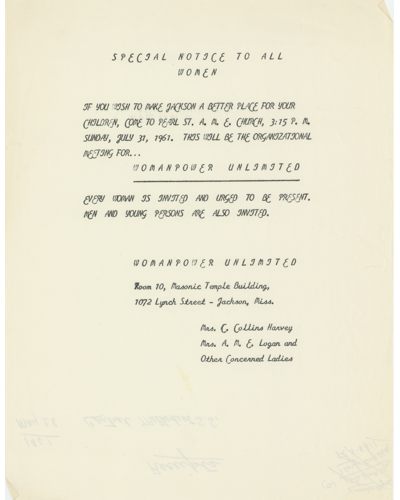 SPECIAL NOTICE TO ALL
WOMEN
IF YOU WISH TO MAKE JACKSON A BETTER PLACE FOR YOUR
CHILDREN, COME TO PEARL ST. A. M. E. CHURCH, 3:15 P. M.
SUNDAY, JULY 31, 1961. THIS WILL BE THE ORGANIZATIONAL
MEETING FOR...
WOMANPOWER UNLIMITED
EVERY WOMAN IS INVITED AND URGED TO BE PRESENT.
MEN AND YOUNG PERSONS ARE ALSO INVITED.
WOMANPOWER UNLIMITED
Room 10, Masonic Temple Building,
1072 Lynch Street - Jackson, Miss.
Mrs. C. Collins Harvey
Mrs. A. M. E. Logan and
Other Concerned Ladies